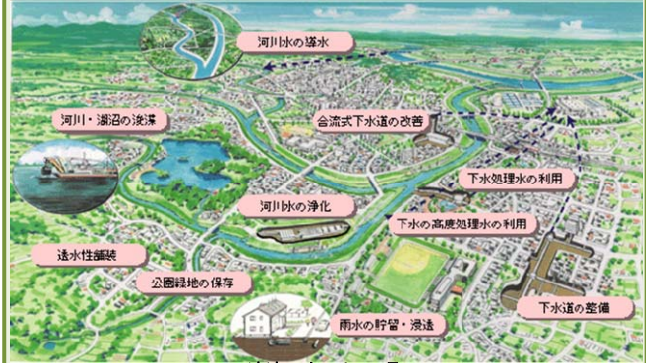 河川水の導水
河川・湖沼の浚渫
合流式下水道の改善
下水処理水の利用
河川水の浄化
下水の高度処理水の利用
透水性舗装
公園緑地の保存
下水道の整備
雨水の貯留・浸透